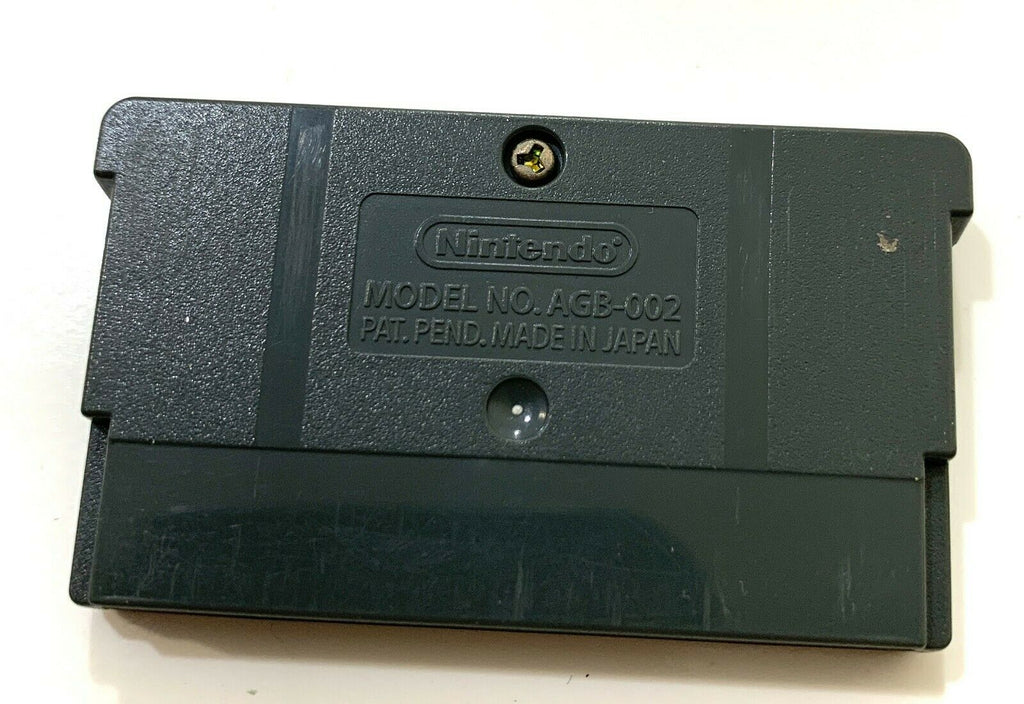 Nintendo®
MODEL NO. AGB-002
PAT. PEND. MADE IN JAPAN